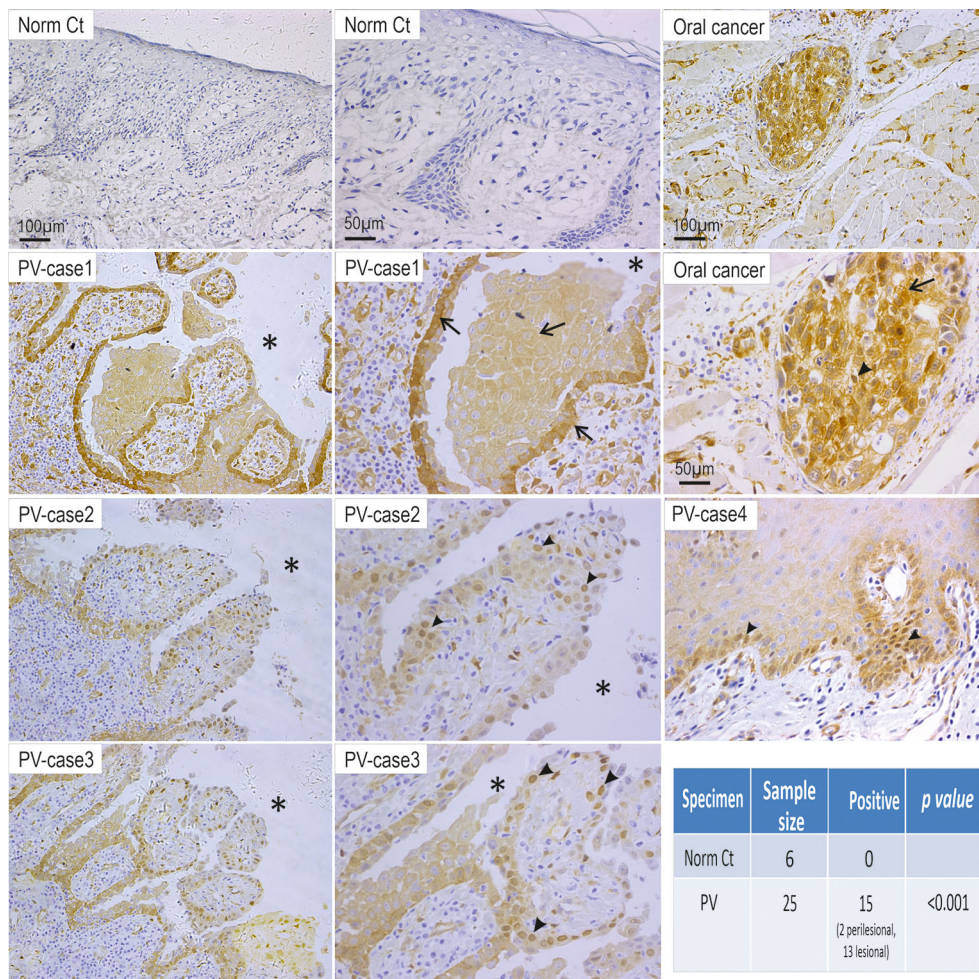 Norm Ct
Norm Ct
Oral cancer
100µm
50µm
100µm
PV-case1
PV-case1
Oral cancer
*
*
50µm
PV-case2
PV-case2
PV-case4
*
*
PV-case3
PV-case3
*
*
Specimen Sample size Positive p value
Norm Ct 6 0
PV 25 15 <0.001
(2 perilesional,
13 lesional)